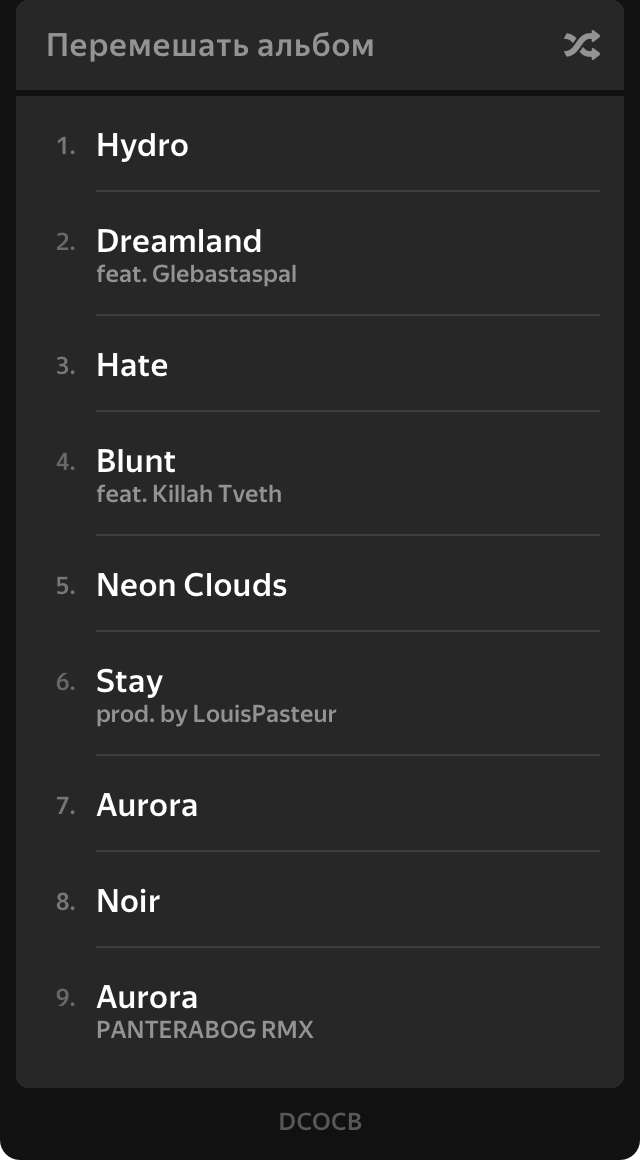 Перемешать альбом
1. Hydro
2. Dreamland
feat. Glebastaspal
3. Hate
4. Blunt
feat. Killah Tveth
5. Neon Clouds
6. Stay
prod. by LouisPasteur
7. Aurora
8. Noir
9. Aurora
PANTERABOG RMX
DCOCB